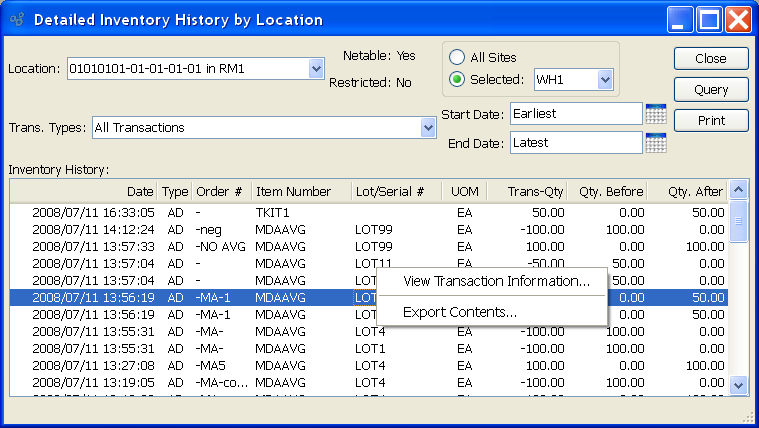 Detailed Inventory History by Location
Location: 01010101-01-01-01-01 in RM1
Netable: Yes
Restricted: No
All Sites
Selected: WH1
Close
Query
Print
Trans. Types: All Transactions
Start Date: Earliest
End Date: Latest
Inventory History:
Date Type Order # Item Number Lot/Serial # UOM Trans-Qty Qty. Before Qty. After
2008/07/11 16:33:05 AD - TKIT1 EA 50.00 0.00 50.00
2008/07/11 14:12:24 AD -neg MDAAVG LOT99 EA -100.00 100.00 0.00
2008/07/11 13:57:33 AD -NO AVG MDAAVG LOT99 EA 100.00 0.00 100.00
2008/07/11 13:57:04 AD - MDAAVG LOT11 EA -50.00 50.00 0.00
2008/07/11 13:57:04 AD - MDAAVG LOT 50.00 0.00
2008/07/11 13:56:19 AD -MA-1 MDAAVG LOT 0.00 50.00
2008/07/11 13:56:19 AD -MA-1 MDAAVG LOT 0.00 50.00
2008/07/11 13:55:31 AD -MA- MDAAVG LOT4 EA -100.00 100.00 0.00
2008/07/11 13:55:31 AD -MA- MDAAVG LOT1 EA -100.00 100.00 0.00
2008/07/11 13:27:08 AD -MA5 MDAAVG LOT4 EA 100.00 0.00 100.00
2008/07/11 13:19:05 AD -MA-co... MDAAVG LOT4 EA -100.00 100.00 0.00
View Transaction Information...
Export Contents...